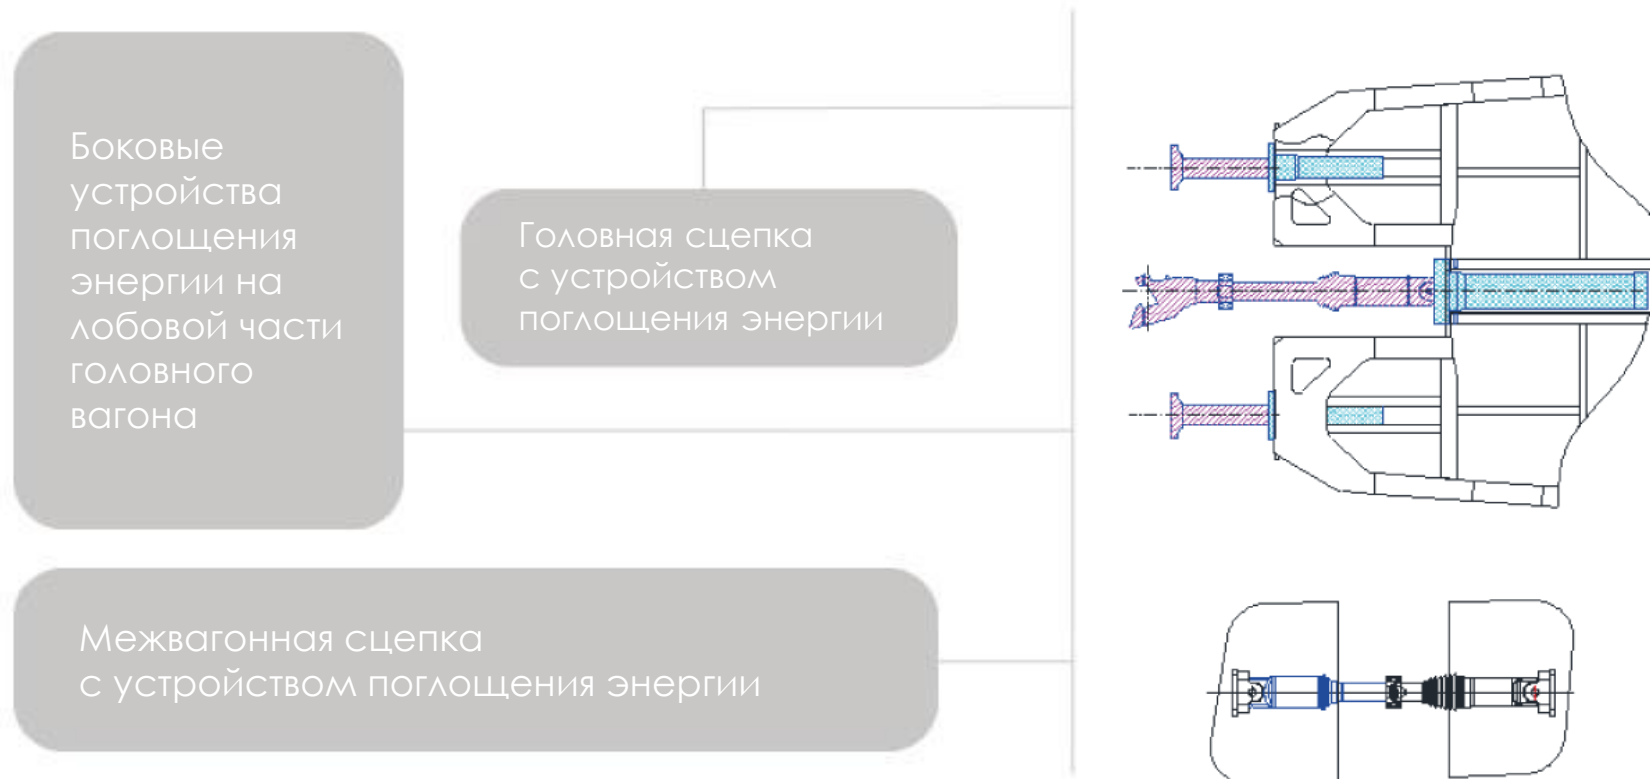 Боковые
устройства
поглощения
энергии на
лобовой части
головного
вагона
Головная сцепка
с устройством
поглощения энергии
Межвагонная сцепка
с устройством поглощения энергии